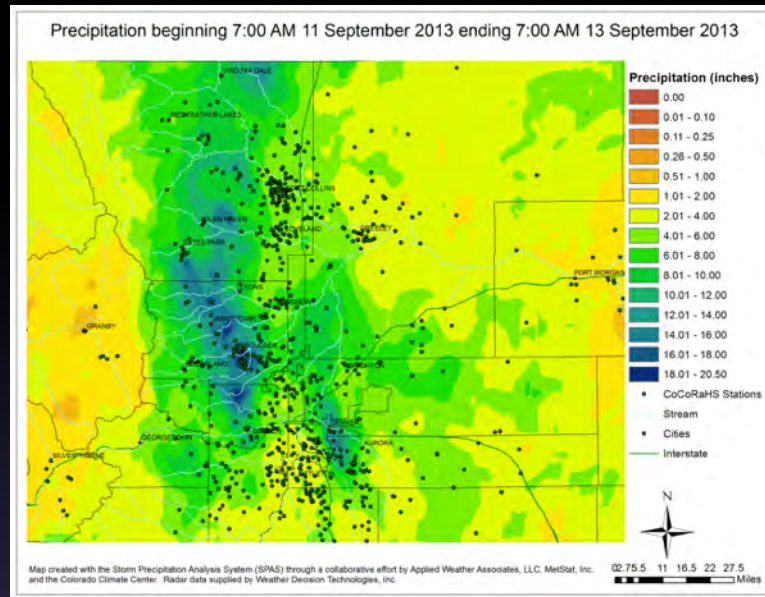 Precipitation beginning 7:00 AM 11 September 2013 ending 7:00 AM 13 September 2013
Precipitation (inches)
0.00
0.01 - 0.10
0.11 - 0.25
0.26 - 0.50
0.51 - 1.00
1.01 - 2.00
2.01 - 4.00
4.01 - 6.00
6.01 - 8.00
8.01 - 10.00
10.01 - 12.00
12.01 - 14.00
14.01 - 16.00
16.01 - 18.00
18.01 - 20.50
CoCoRaHS Stations
Stream
Cities
Interstate
LOVELAND
GREELEY
FORT MORGAN
GRANBY
AURORA
GEORGETOWN
N
0 2.75 5.5 11 16.5 22 27.5
Miles
Map created with the Storm Precipitation Analysis System (SPAS) through a collaborative effort by Applied Weather Associates, LLC, MetStat, Inc.
and the Colorado Climate Center. Radar data supplied by Weather Decision Technologies, Inc.